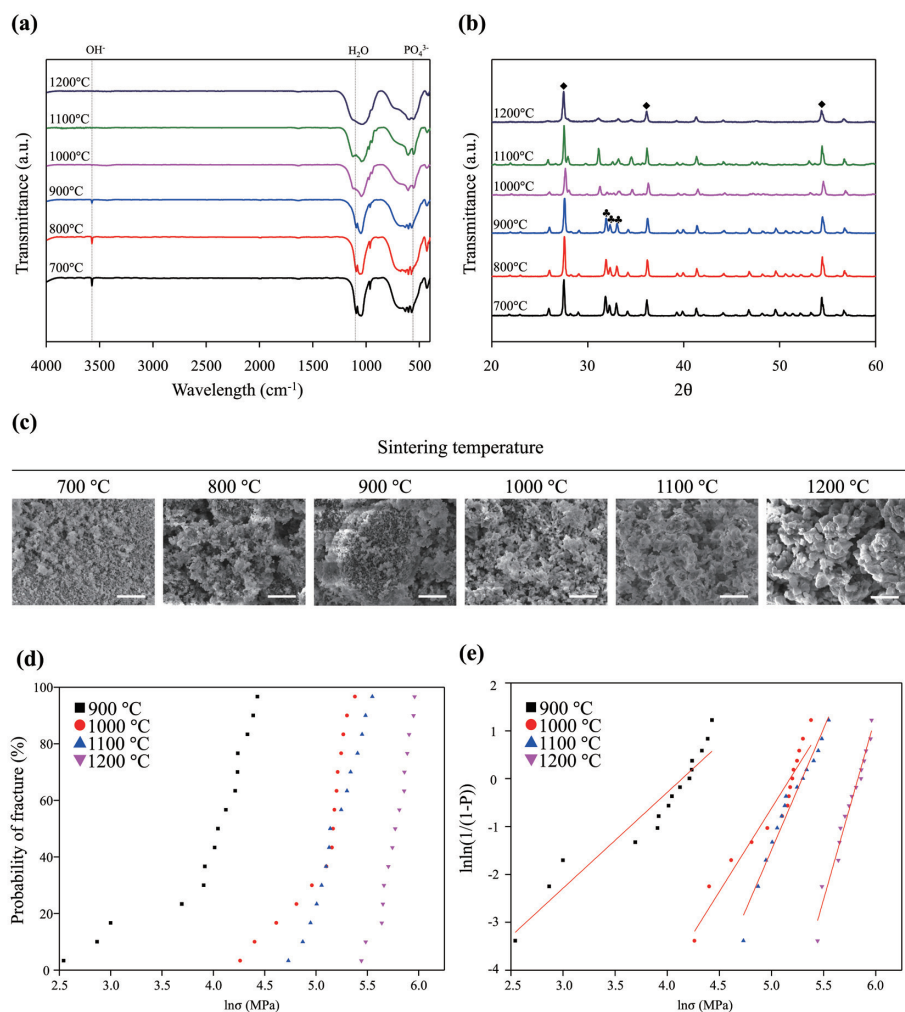 (a)
OH⁻ H₂O PO₄³⁻
1200°C
1100°C
1000°C
900°C
800°C
700°C
Transmittance (a.u.)
4000 3500 3000 2500 2000 1500 1000 500
Wavelength (cm⁻¹)
(b)
1200°C
1100°C
1000°C
900°C
800°C
700°C
Transmittance (a.u.)
20 30 40 50 60
2θ
(c)
Sintering temperature
700 °C 800 °C 900 °C 1000 °C 1100 °C 1200 °C
(d)
100
80
60
40
20
0
Probability of fracture (%)
900 °C
1000 °C
1100 °C
1200 °C
2.5 3.0 3.5 4.0 4.5 5.0 5.5 6.0
lnσ (MPa)
(e)
2
1
0
-1
-2
-3
-4
lnln(1/(1-P))
900 °C
1000 °C
1100 °C
1200 °C
2.5 3.0 3.5 4.0 4.5 5.0 5.5 6.0
lnσ (MPa)